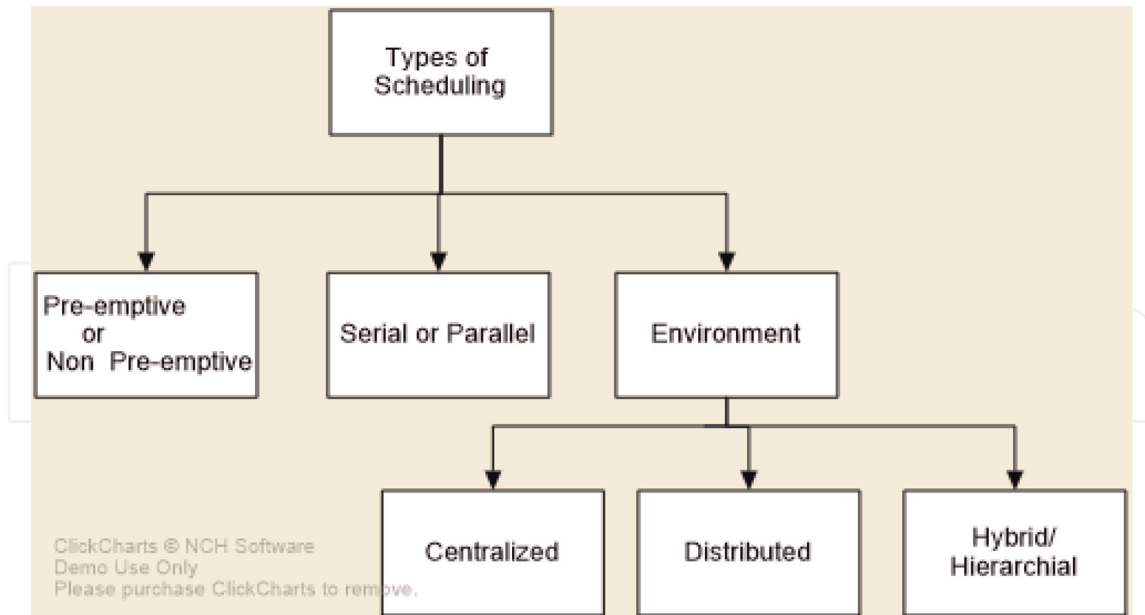 Types of
Scheduling
Pre-emptive
or
Non Pre-emptive
Serial or Parallel
Environment
Centralized
Distributed
Hybrid/
Hierarchial
ClickCharts © NCH Software
Demo Use Only
Please purchase ClickCharts to remove.